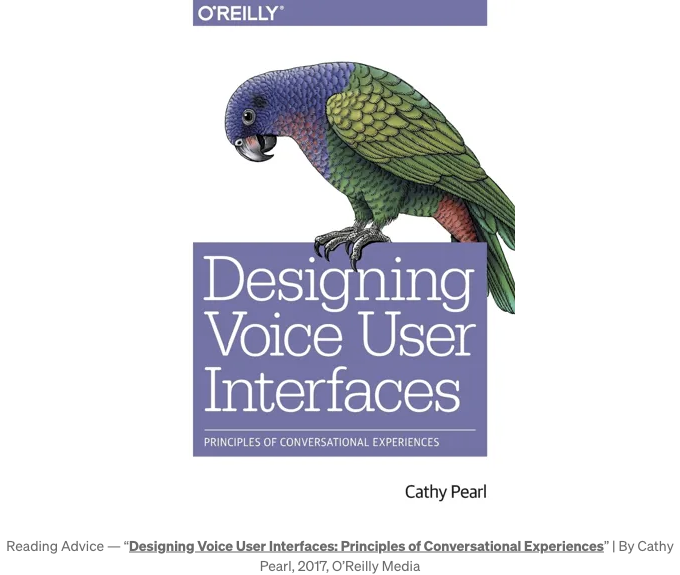 O'REILLY®
Designing
Voice User
Interfaces
PRINCIPLES OF CONVERSATIONAL EXPERIENCES
Cathy Pearl
Reading Advice — “Designing Voice User Interfaces: Principles of Conversational Experiences” | By Cathy
Pearl, 2017, O’Reilly Media